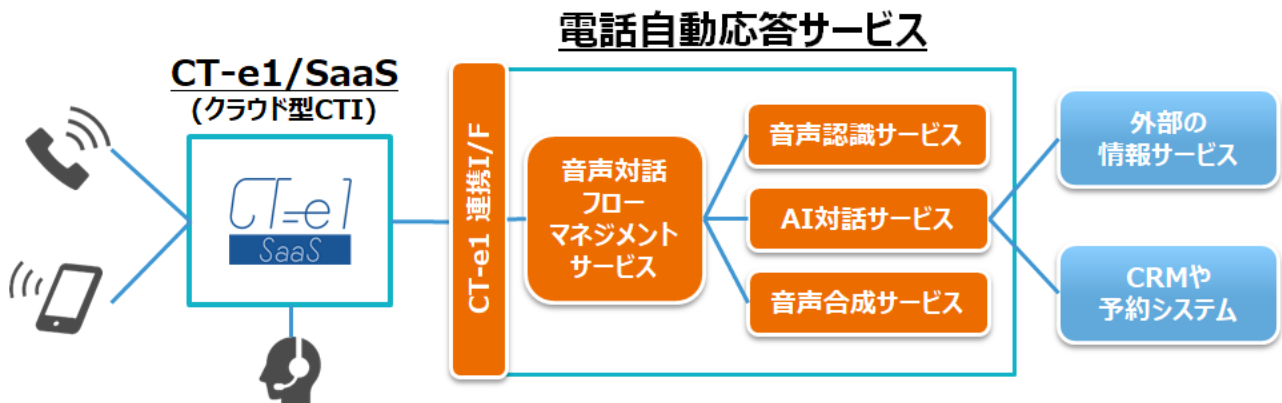 電話自動応答サービス
CT-e1/SaaS
(クラウド型CTI)
CT=e1
SaaS
CT-e1 連携I/F
音声対話
フロー
マネジメント
サービス
音声認識サービス
AI対話サービス
音声合成サービス
外部の
情報サービス
CRMや
予約システム